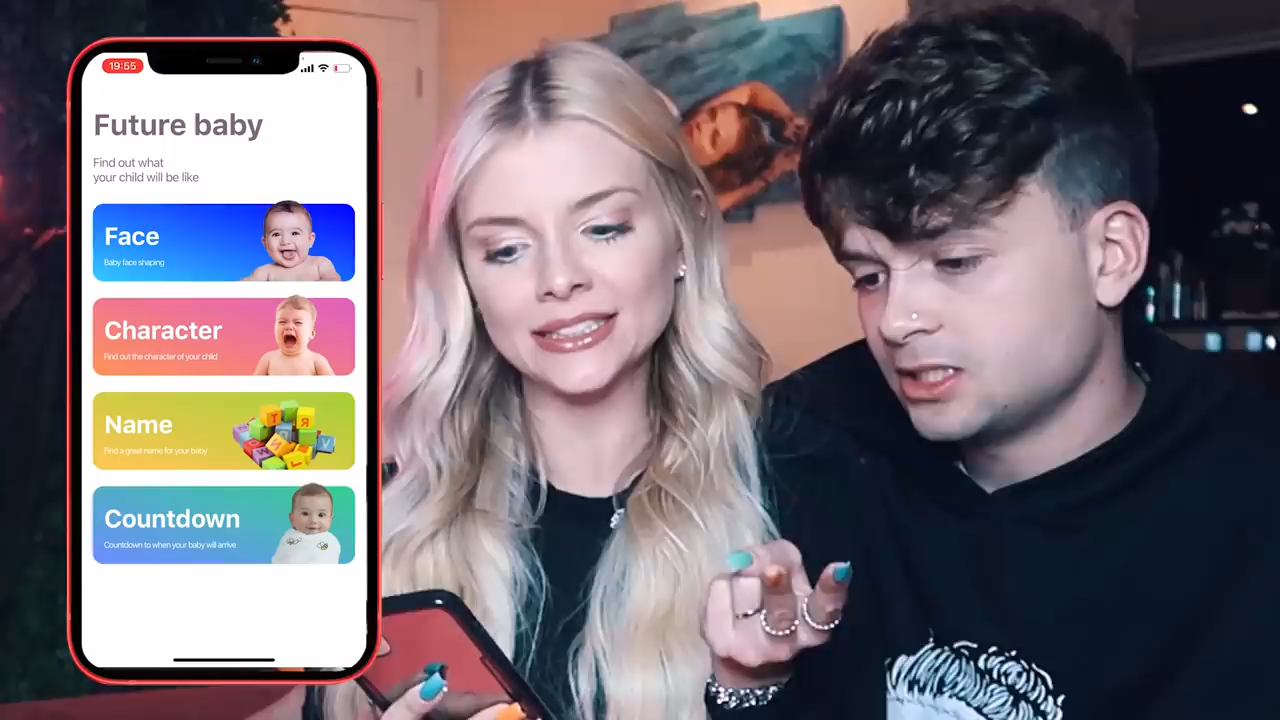 19:55
Future baby
Find out what
your child will be like
Face
Baby face shaping
Character
Find out the character of your child
Name
Find a great name for your baby
Countdown
Countdown to when your baby will arrive